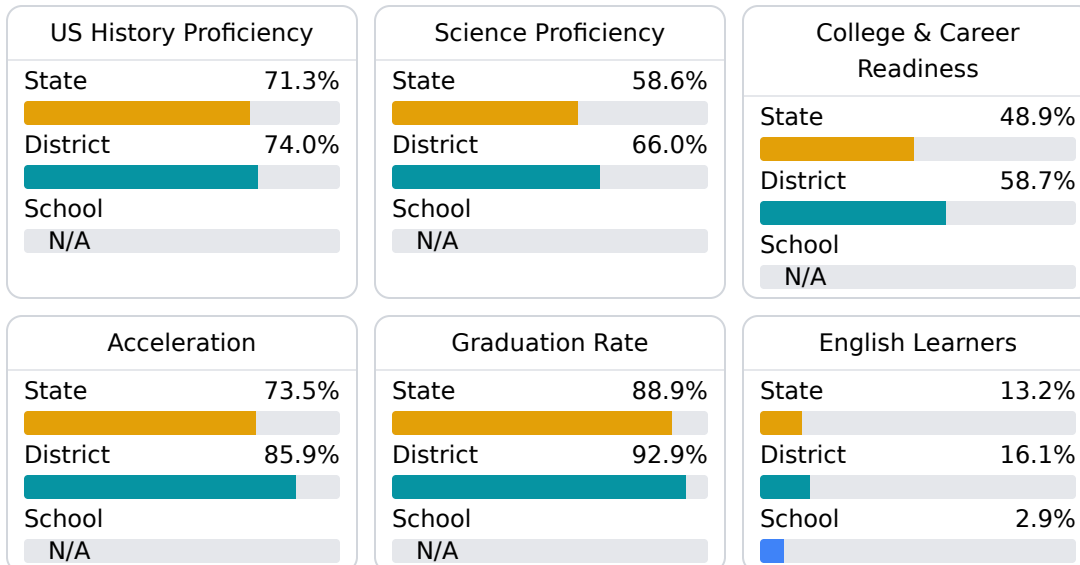 US History Proficiency
State 71.3%
District 74.0%
School
N/A
Science Proficiency
State 58.6%
District 66.0%
School
N/A
College & Career
Readiness
State 48.9%
District 58.7%
School
N/A
Acceleration
State 73.5%
District 85.9%
School
N/A
Graduation Rate
State 88.9%
District 92.9%
School
N/A
English Learners
State 13.2%
District 16.1%
School 2.9%